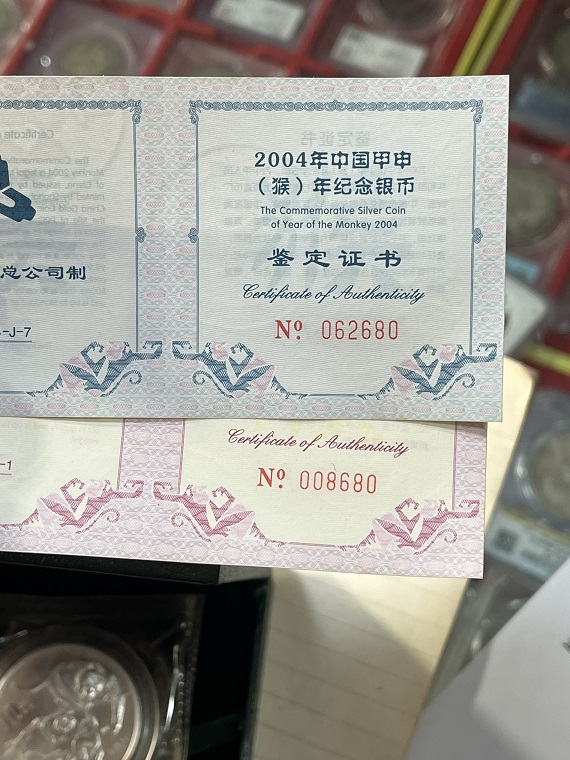 2004年中国甲申
（猴）年纪念银币
The Commemorative Silver Coin
of Year of the Monkey 2004
鉴定证书
Certificate of Authenticity
Nº 062680
总公司制
-J-7
Certificate of Authenticity
Nº 008680
-1